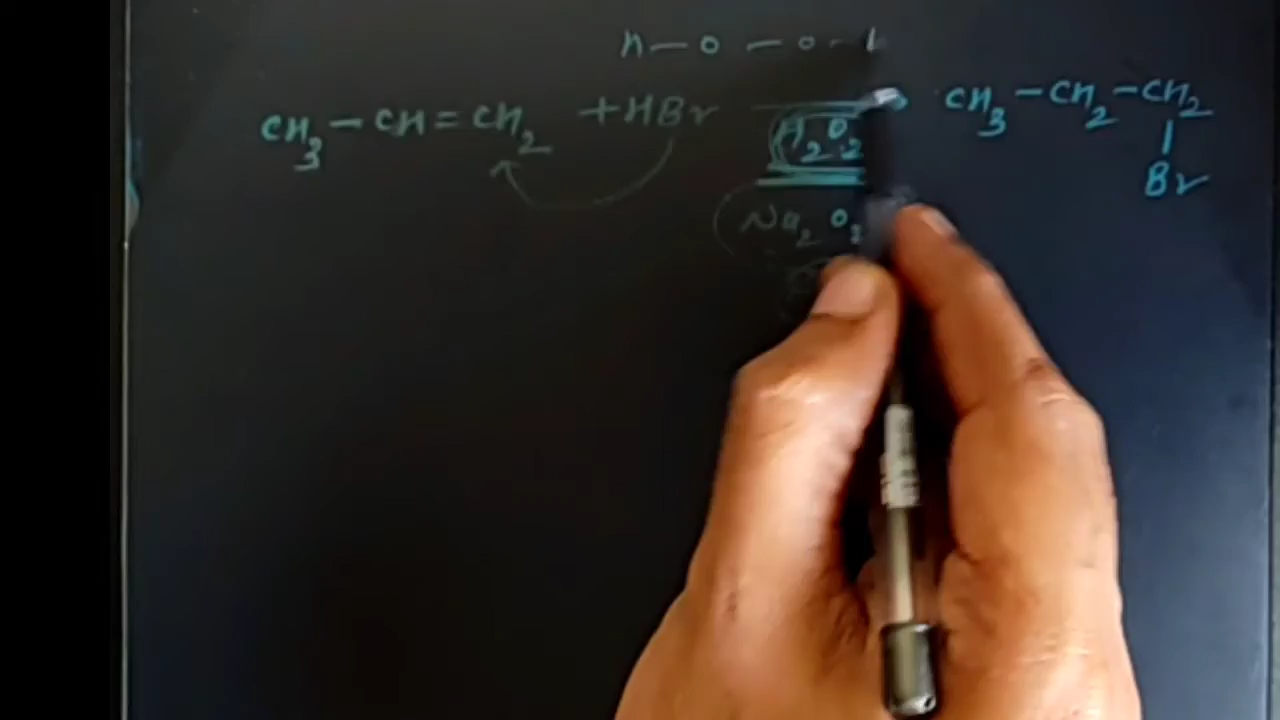 H—O—O—
CH₃—CH=CH₂ +HBr H₂O₂ → CH₃—CH₂—CH₂
|
Br
Na₂O₂